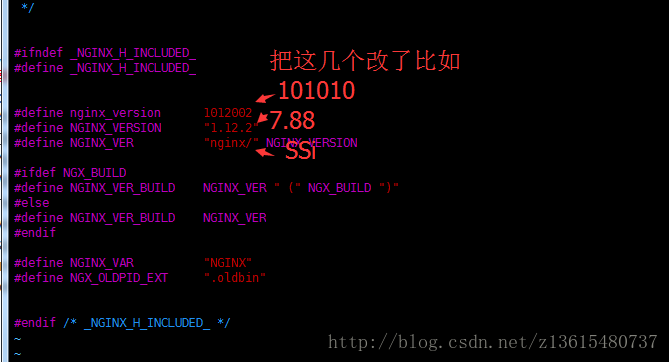 */
#ifndef _NGINX_H_INCLUDED_
#define _NGINX_H_INCLUDED_
把这几个改了比如
101010
#define nginx_version 1012002
7.88
#define NGINX_VERSION "1.12.2"
#define NGINX_VER "nginx/" NGINX_VERSION
SSi
#ifdef NGX_BUILD
#define NGINX_VER_BUILD NGINX_VER " (" NGX_BUILD ")"
#else
#define NGINX_VER_BUILD NGINX_VER
#endif
#define NGINX_VAR "NGINX"
#define NGX_OLDPID_EXT ".oldbin"
#endif /* _NGINX_H_INCLUDED_ */
~
~
http://blog.csdn.net/z13615480737